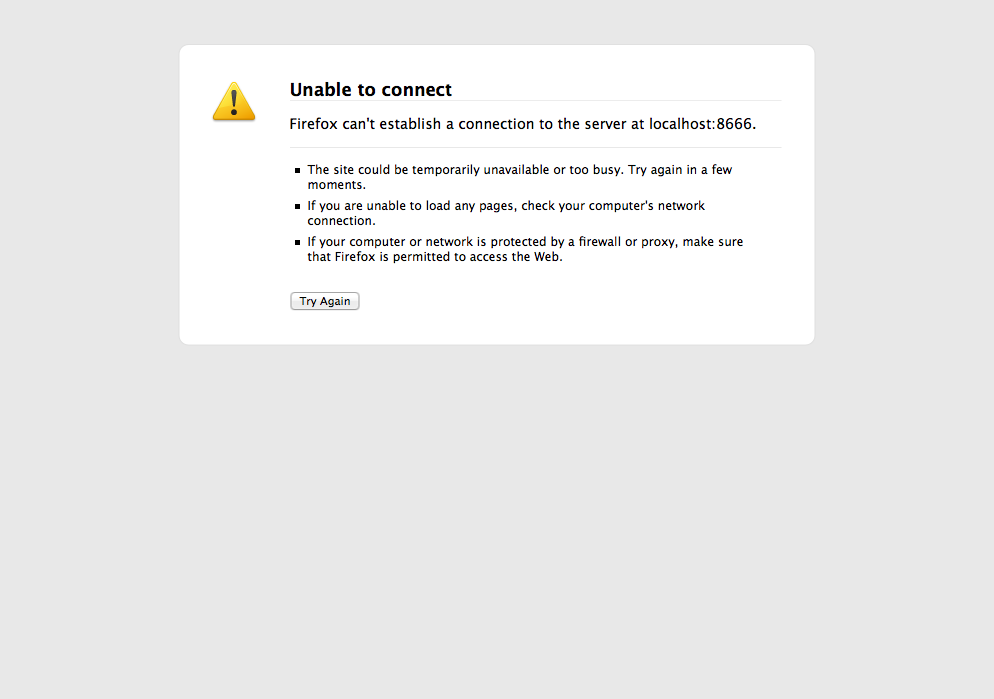 Unable to connect
Firefox can't establish a connection to the server at localhost:8666.
The site could be temporarily unavailable or too busy. Try again in a few
moments.
If you are unable to load any pages, check your computer's network
connection.
If your computer or network is protected by a firewall or proxy, make sure
that Firefox is permitted to access the Web.
Try Again